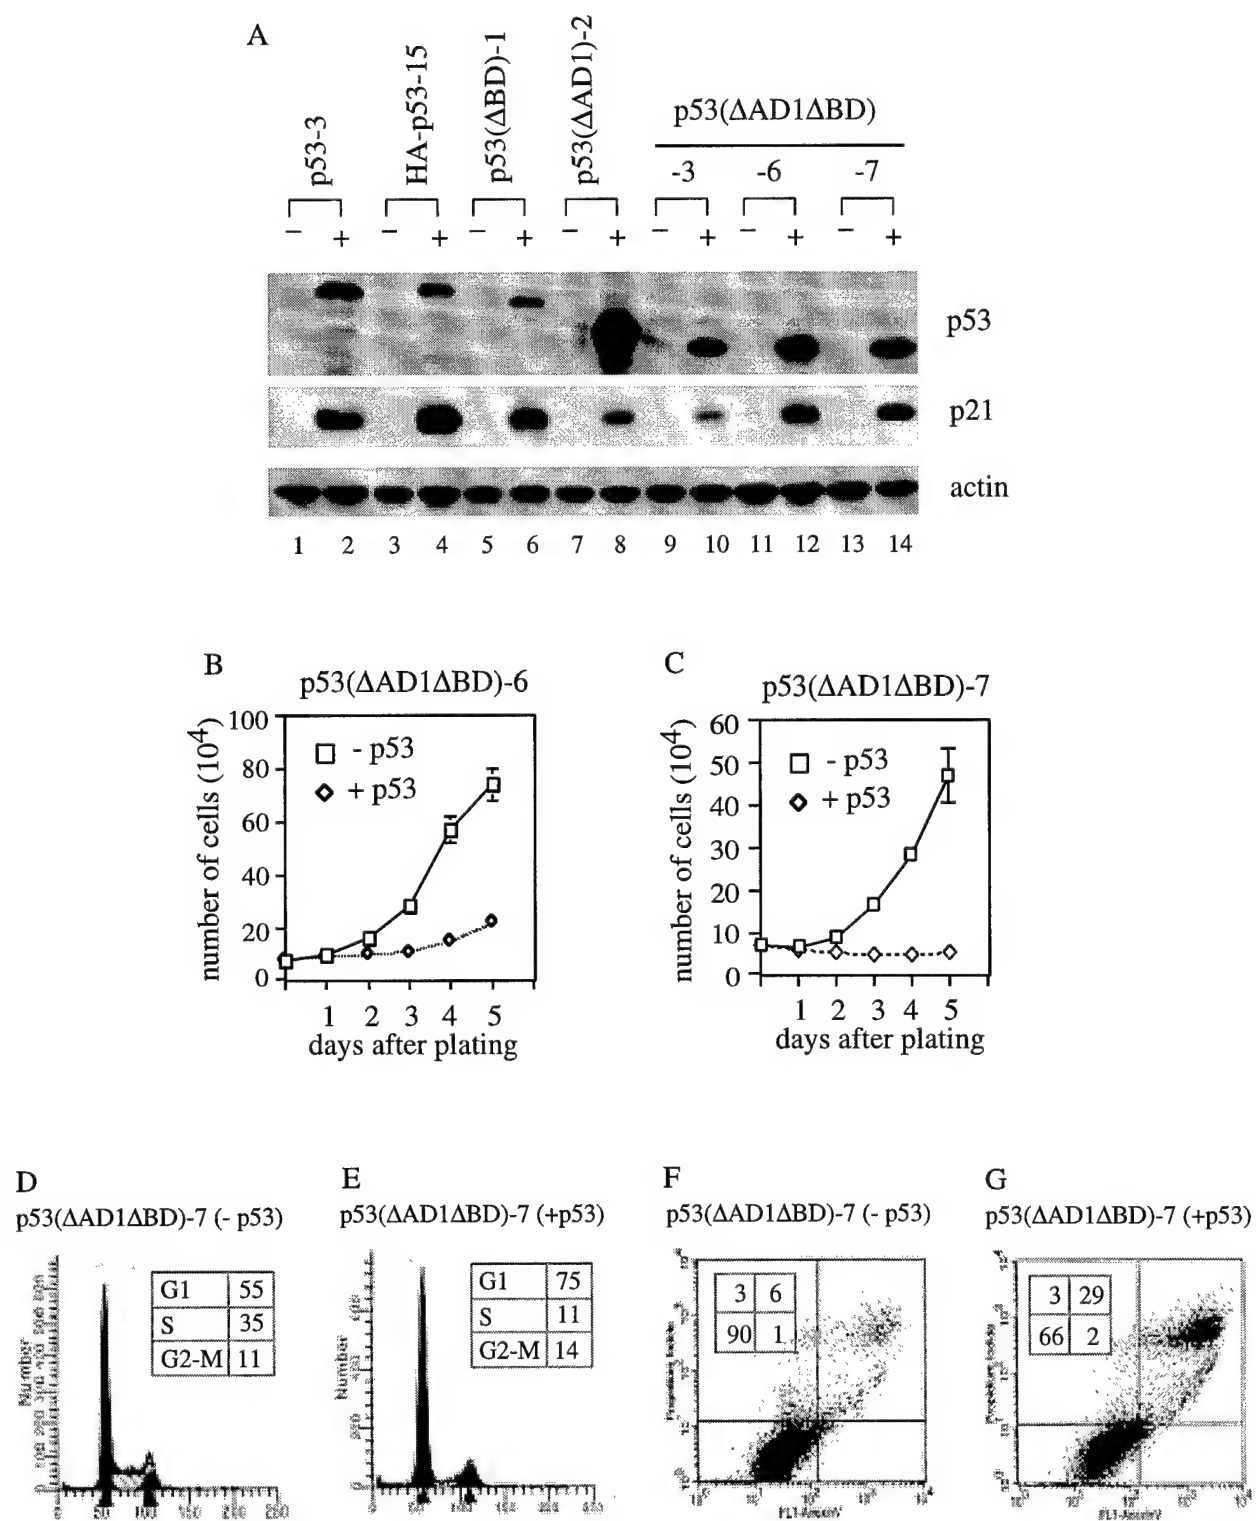 A
p53-3
HA-p53-15
p53(ΔBD)-1
p53(ΔAD1)-2
p53(ΔAD1ΔBD)
-3 -6 -7
− + − + − + − + − + − + − +
p53
p21
actin
1 2 3 4 5 6 7 8 9 10 11 12 13 14
B
p53(ΔAD1ΔBD)-6
number of cells (10⁴)
100
80
60
40
20
0
- p53
+ p53
1 2 3 4 5
days after plating
C
p53(ΔAD1ΔBD)-7
number of cells (10⁴)
60
50
40
30
20
10
0
- p53
+ p53
1 2 3 4 5
days after plating
D
p53(ΔAD1ΔBD)-7 (- p53)
Number
G1 55
S 35
G2-M 11
E
p53(ΔAD1ΔBD)-7 (+p53)
Number
G1 75
S 11
G2-M 14
F
p53(ΔAD1ΔBD)-7 (- p53)
3 6
90 1
G
p53(ΔAD1ΔBD)-7 (+p53)
3 29
66 2